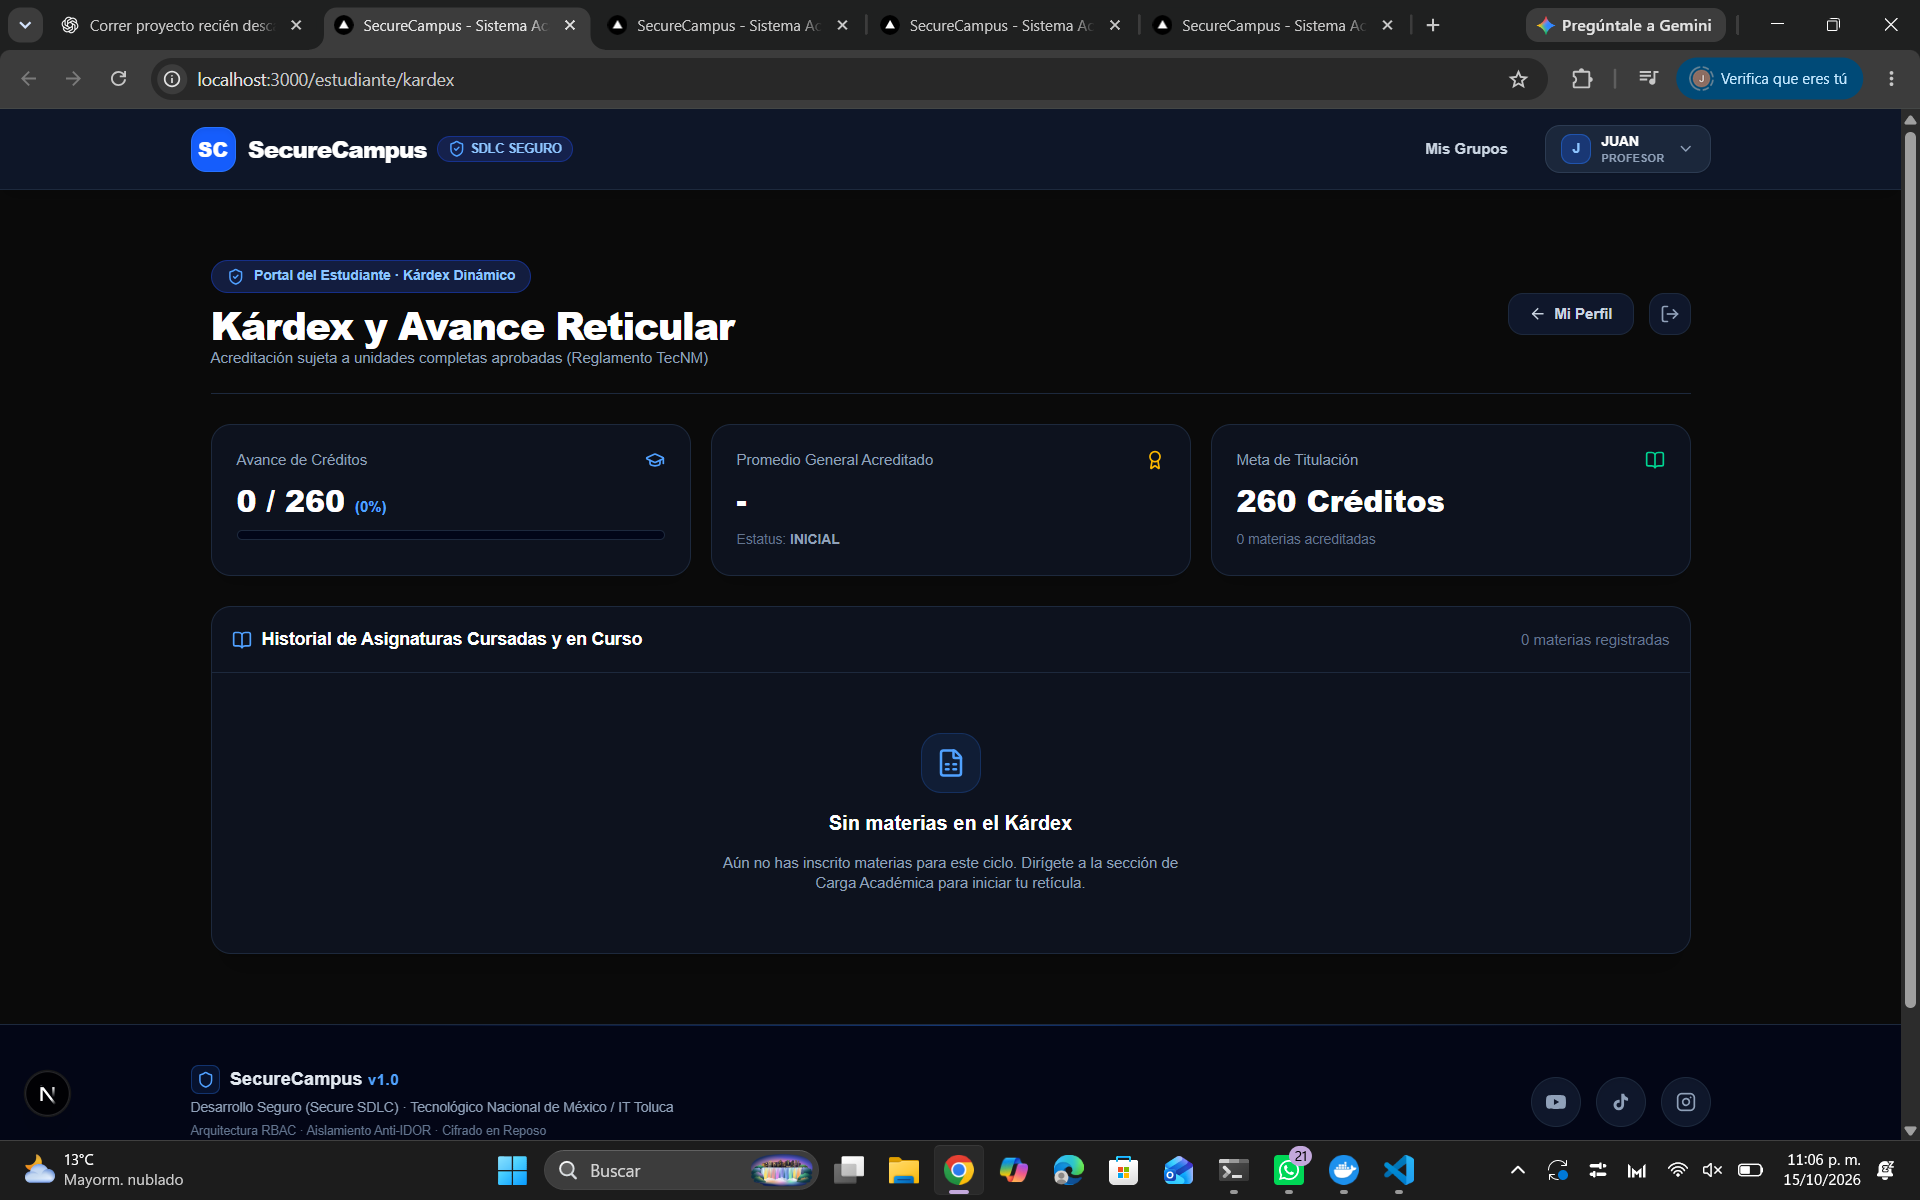 Correr proyecto recién desc
SecureCampus - Sistema Ac
SecureCampus - Sistema Ac
SecureCampus - Sistema Ac
SecureCampus - Sistema Ac
Pregúntale a Gemini
localhost:3000/estudiante/kardex
J
Verifica que eres tú
SC
SecureCampus
SDLC SEGURO
Mis Grupos
J
JUAN
PROFESOR
Portal del Estudiante · Kárdex Dinámico
Kárdex y Avance Reticular
Acreditación sujeta a unidades completas aprobadas (Reglamento TecNM)
← Mi Perfil
Avance de Créditos
0 / 260 (0%)
Promedio General Acreditado
-
Estatus: INICIAL
Meta de Titulación
260 Créditos
0 materias acreditadas
Historial de Asignaturas Cursadas y en Curso
0 materias registradas
Sin materias en el Kárdex
Aún no has inscrito materias para este ciclo. Dirígete a la sección de
Carga Académica para iniciar tu retícula.
N
SecureCampus v1.0
Desarrollo Seguro (Secure SDLC) · Tecnológico Nacional de México / IT Toluca
Arquitectura RBAC · Aislamiento Anti-IDOR · Cifrado en Reposo
13°C
Mayorm. nublado
Buscar
21
11:06 p. m.
15/10/2026